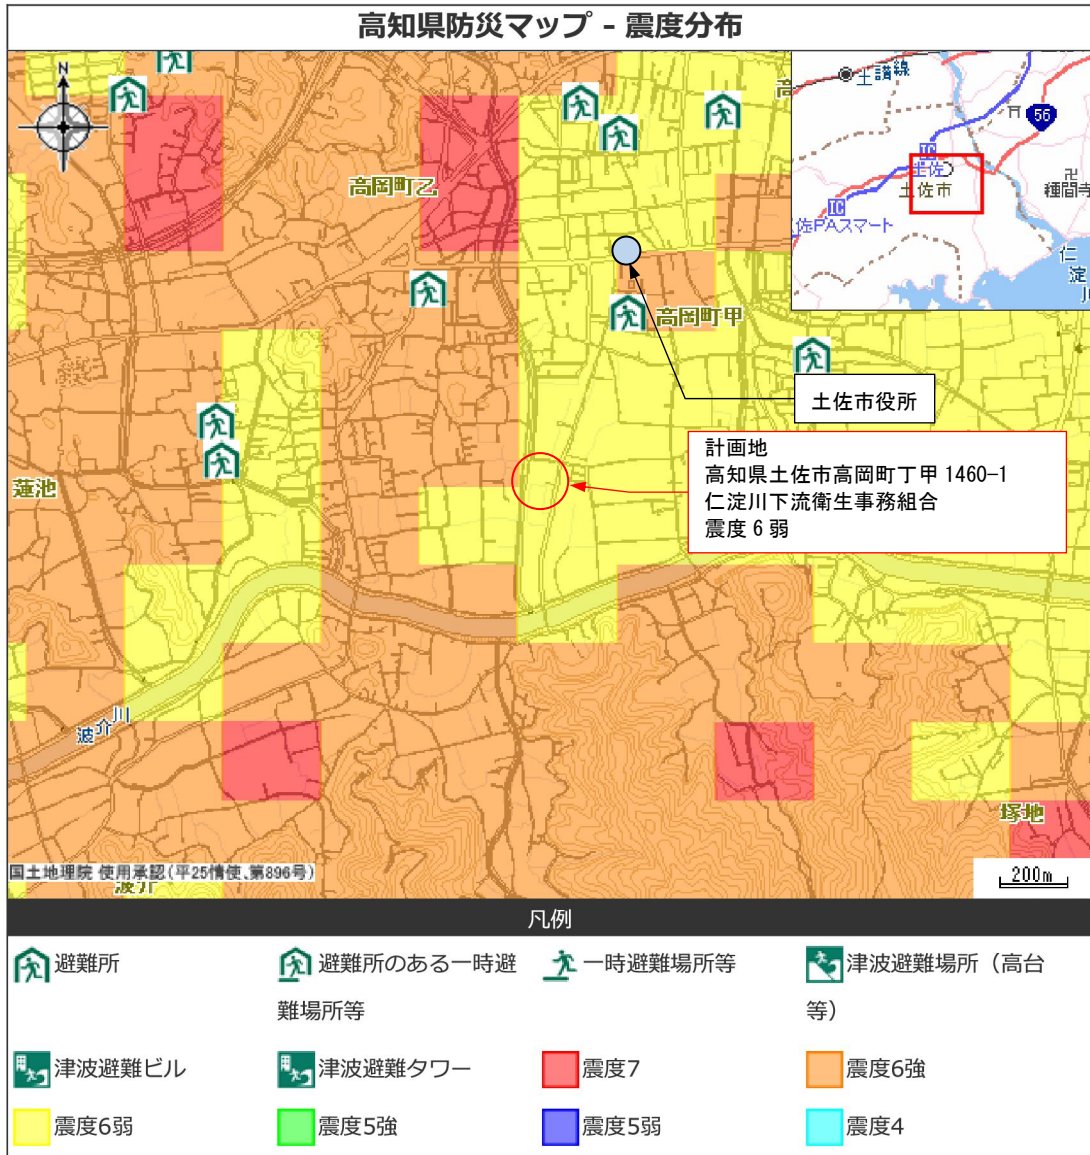 高知県防災マップ - 震度分布
N
土讃線
56
IC
土佐
土佐市
IC
佐PAスマート
種間寺
仁
淀
川
高岡町乙
高岡町甲
土佐市役所
計画地
高知県土佐市高岡町丁甲 1460-1
仁淀川下流衛生事務組合
震度 6 弱
蓮池
波介川
塚地
国土地理院 使用承認(平25情使、第896号)
波介
200m
凡例
避難所
避難所のある一時避
難場所等
一時避難場所等
津波避難場所（高台
等）
津波避難ビル
津波避難タワー
震度7
震度6強
震度6弱
震度5強
震度5弱
震度4